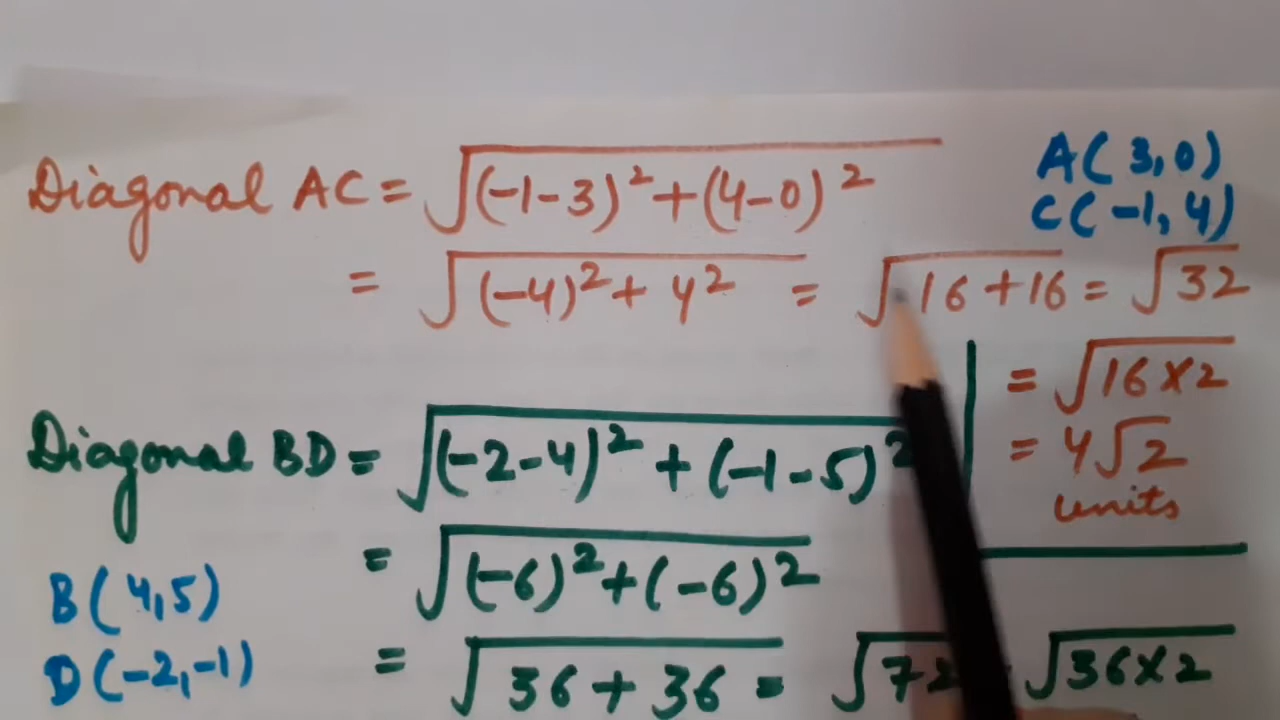 Diagonal AC = √(-1-3)² + (4-0)²
A(3,0)
C(-1,4)
= √(-4)² + 4² = √16+16 = √32
= √16×2
= 4√2
units
Diagonal BD = √(-2-4)² + (-1-5)²
= √(-6)² + (-6)²
B(4,5)
D(-2,-1)
= √36 + 36 = √72 = √36×2